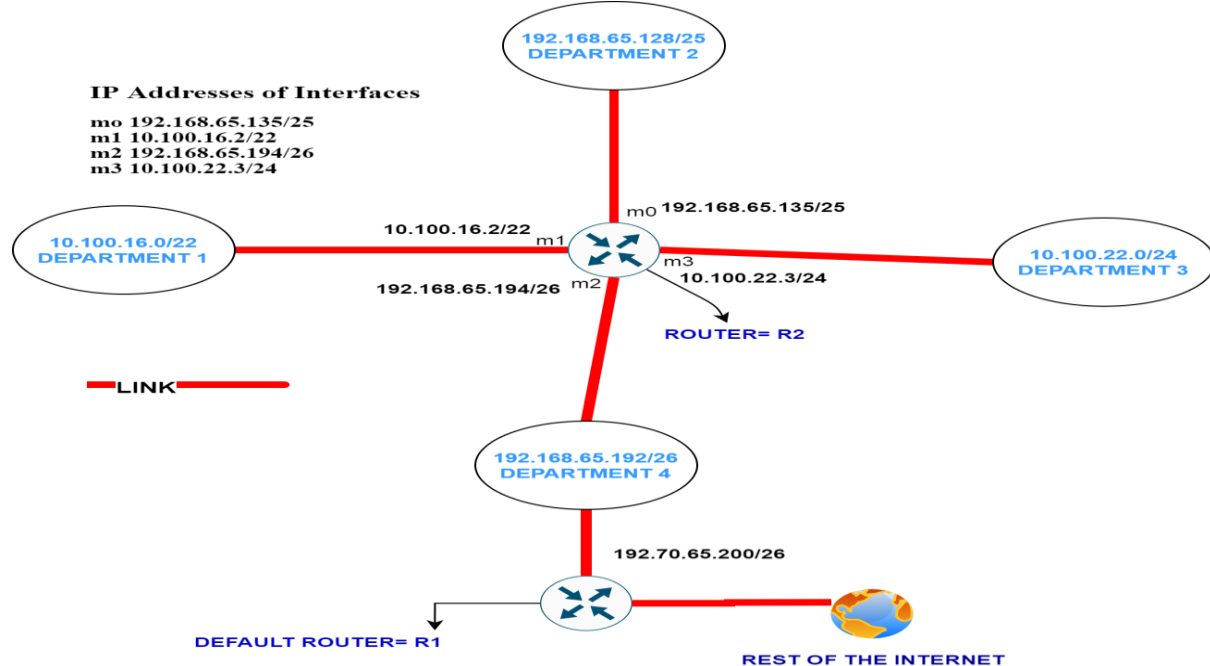 192.168.65.128/25
DEPARTMENT 2
IP Addresses of Interfaces
mo 192.168.65.135/25
m1 10.100.16.2/22
m2 192.168.65.194/26
m3 10.100.22.3/24
m0 192.168.65.135/25
10.100.16.2/22
m1
10.100.16.0/22
DEPARTMENT 1
m3
10.100.22.3/24
10.100.22.0/24
DEPARTMENT 3
192.168.65.194/26
m2
ROUTER= R2
LINK
192.168.65.192/26
DEPARTMENT 4
192.70.65.200/26
DEFAULT ROUTER= R1
REST OF THE INTERNET